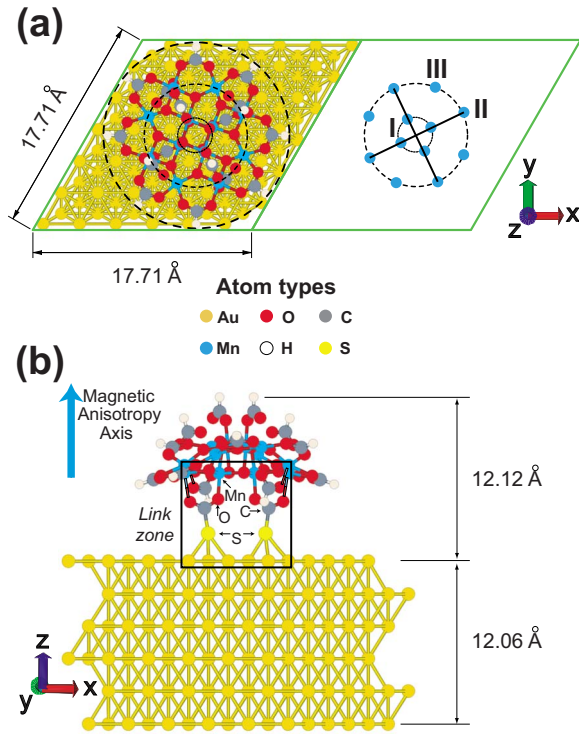 (a)
17.71 Å
17.71 Å
III
II
I
y
x
z
Atom types
Au O C
Mn H S
(b)
Magnetic
Anisotropy
Axis
12.12 Å
Mn
O C
Link
zone
S
12.06 Å
z
x
y